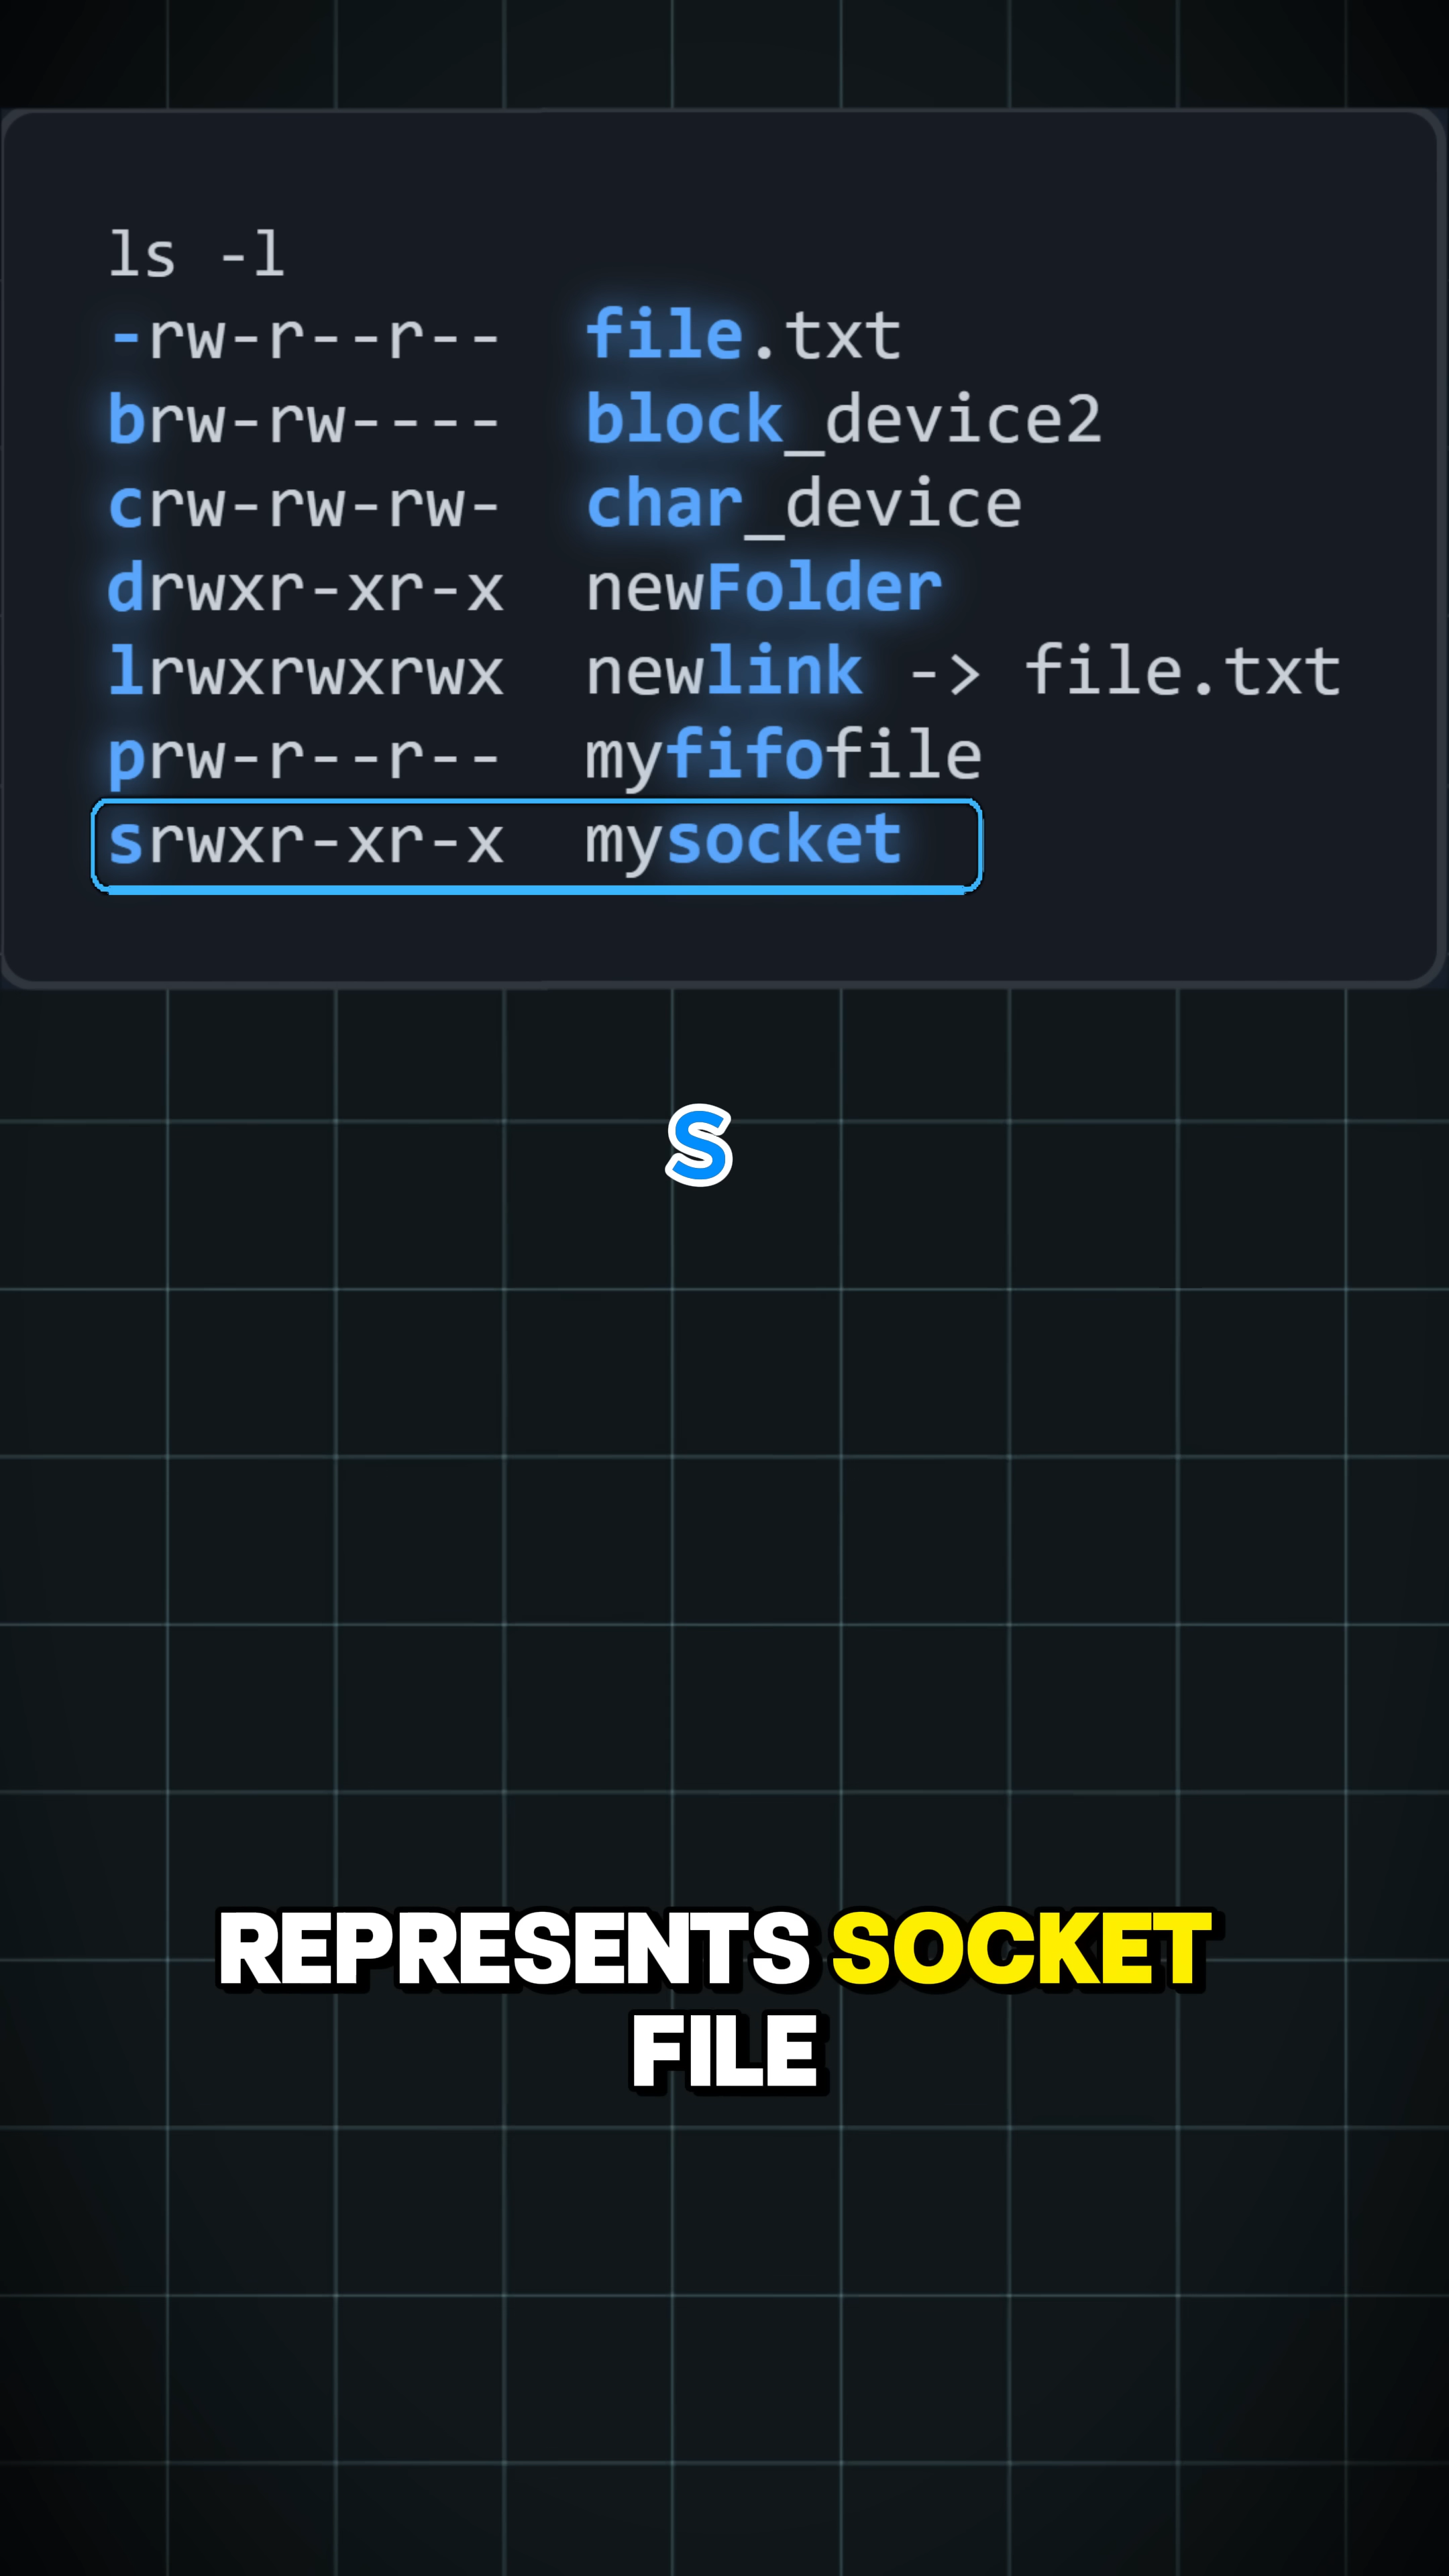 ls -l
-rw-r--r-- file.txt
brw-rw---- block_device2
crw-rw-rw- char_device
drwxr-xr-x newFolder
lrwxrwxrwx newlink -> file.txt
prw-r--r-- myfifofile
srwxr-xr-x mysocket
S
REPRESENTS SOCKET
FILE